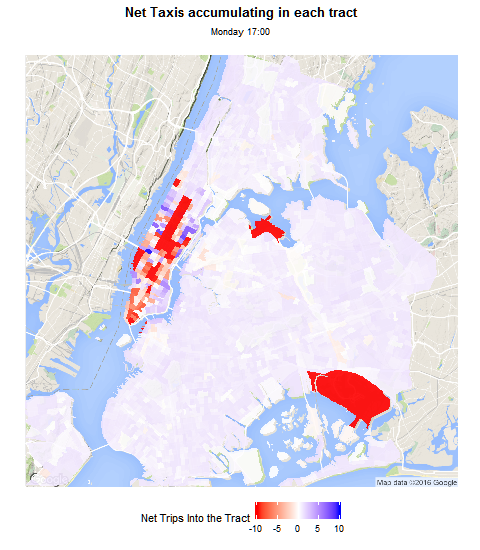 Net Taxis accumulating in each tract
Monday 17:00
Map data ©2016 Google
Net Trips Into the Tract
-10 -5 0 5 10